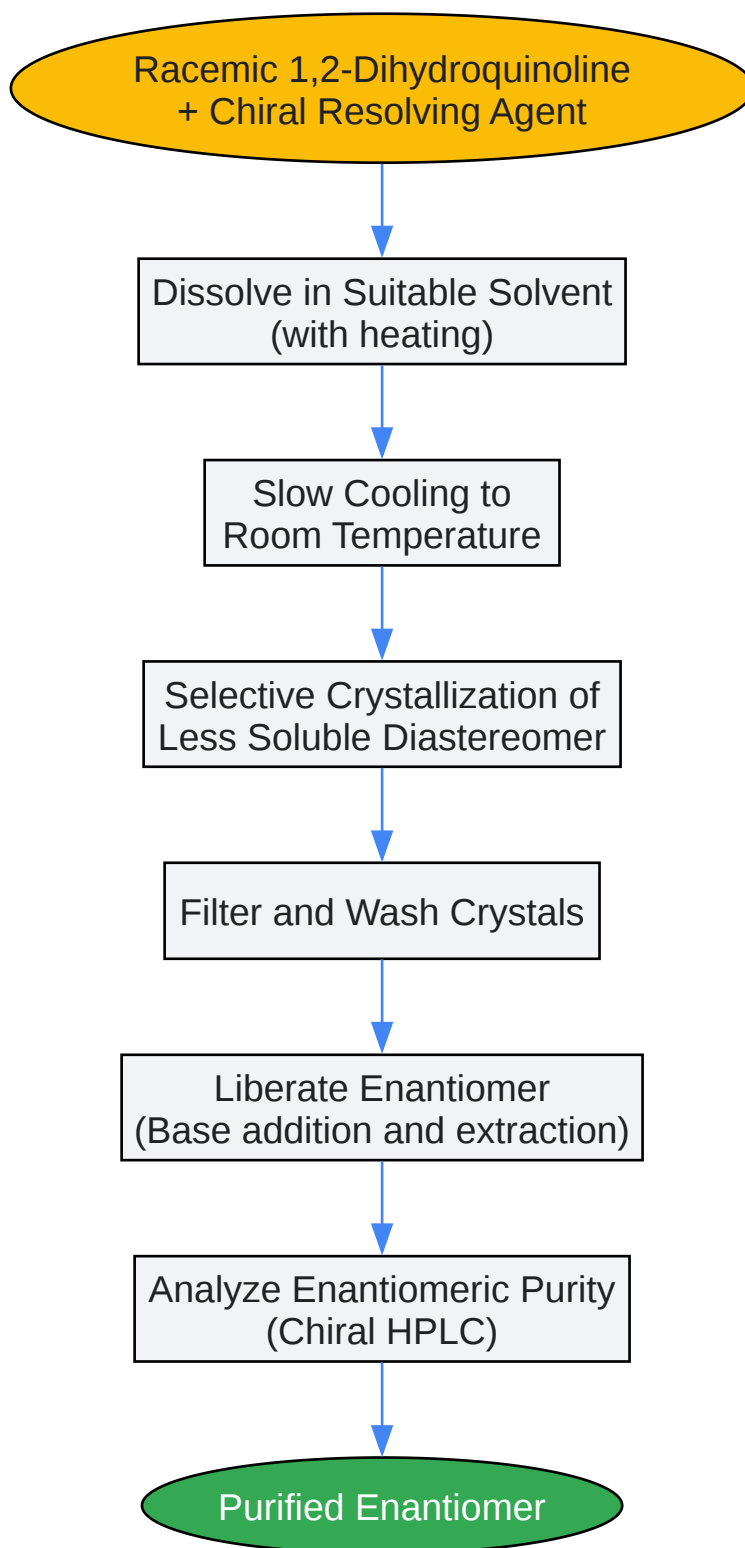 Racemic 1,2-Dihydroquinoline
+ Chiral Resolving Agent
Dissolve in Suitable Solvent
(with heating)
Slow Cooling to
Room Temperature
Selective Crystallization of
Less Soluble Diastereomer
Filter and Wash Crystals
Liberate Enantiomer
(Base addition and extraction)
Analyze Enantiomeric Purity
(Chiral HPLC)
Purified Enantiomer